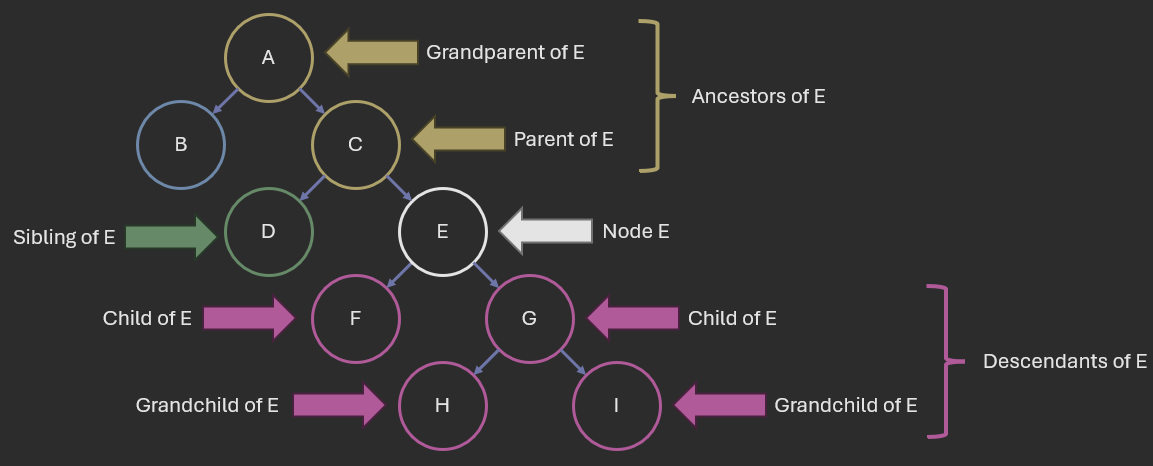 A
Grandparent of E
Ancestors of E
B
C
Parent of E
Sibling of E
D
E
Node E
Child of E
F
G
Child of E
Descendants of E
Grandchild of E
H
I
Grandchild of E